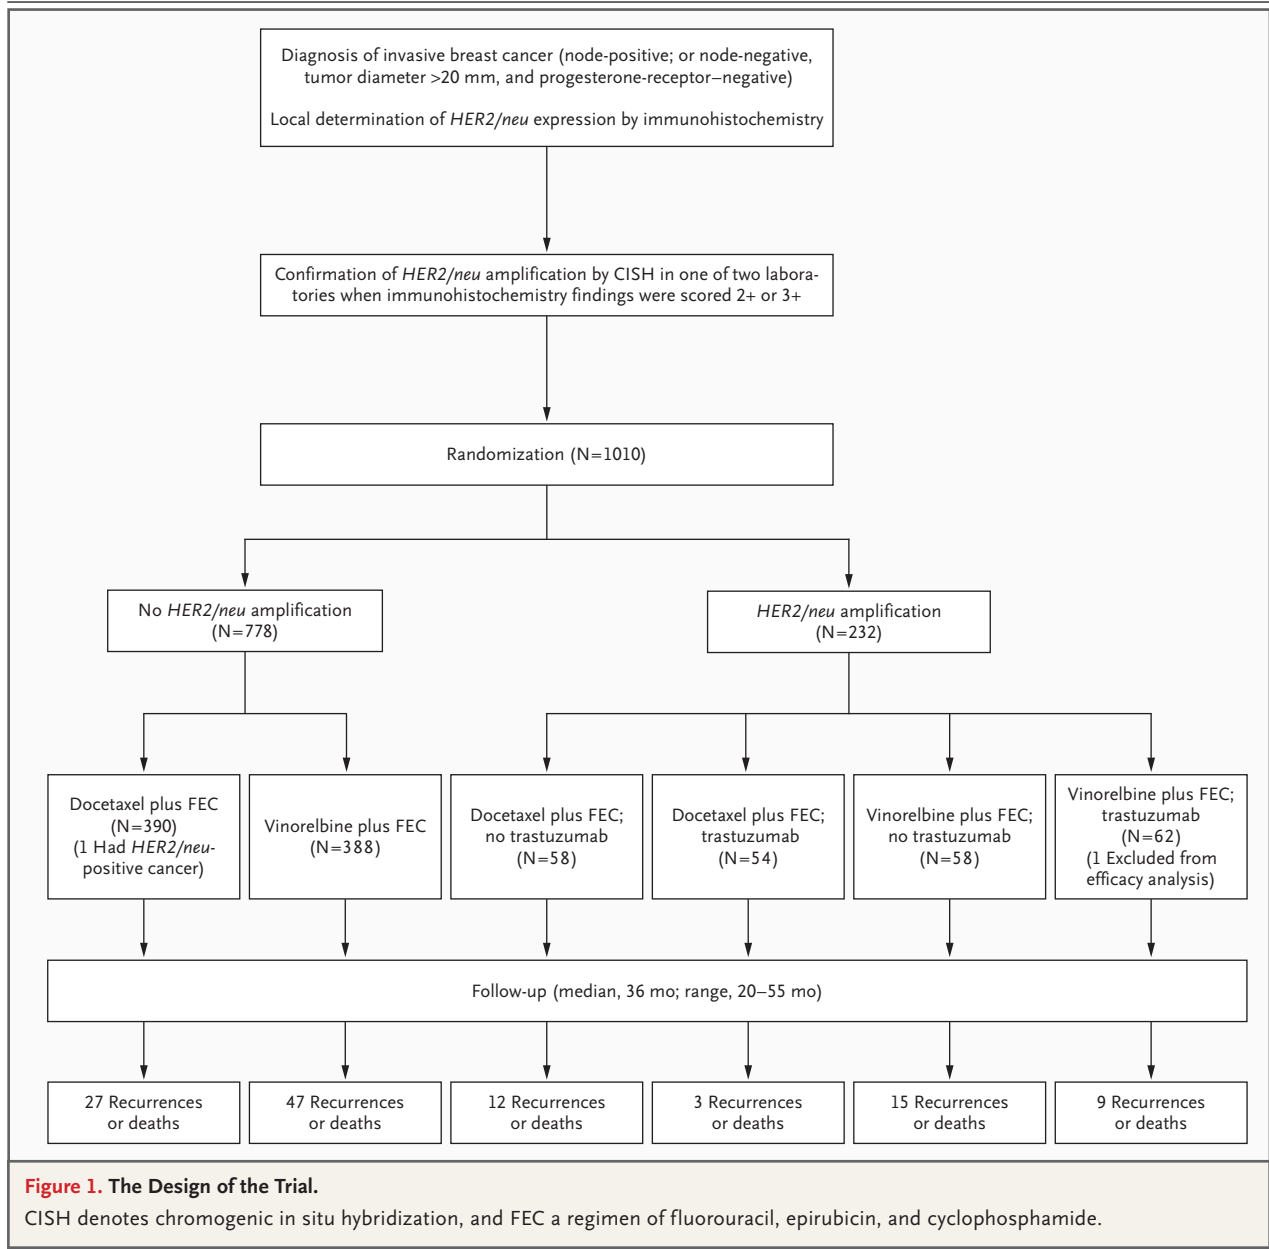 Diagnosis of invasive breast cancer (node-positive; or node-negative,
tumor diameter >20 mm, and progesterone-receptor–negative)
Local determination of HER2/neu expression by immunohistochemistry
Confirmation of HER2/neu amplification by CISH in one of two labora-
tories when immunohistochemistry findings were scored 2+ or 3+
Randomization (N=1010)
No HER2/neu amplification
(N=778)
HER2/neu amplification
(N=232)
Docetaxel plus FEC
(N=390)
(1 Had HER2/neu-
positive cancer)
Vinorelbine plus FEC
(N=388)
Docetaxel plus FEC;
no trastuzumab
(N=58)
Docetaxel plus FEC;
trastuzumab
(N=54)
Vinorelbine plus FEC;
no trastuzumab
(N=58)
Vinorelbine plus FEC;
trastuzumab
(N=62)
(1 Excluded from
efficacy analysis)
Follow-up (median, 36 mo; range, 20–55 mo)
27 Recurrences
or deaths
47 Recurrences
or deaths
12 Recurrences
or deaths
3 Recurrences
or deaths
15 Recurrences
or deaths
9 Recurrences
or deaths
Figure 1. The Design of the Trial.
CISH denotes chromogenic in situ hybridization, and FEC a regimen of fluorouracil, epirubicin, and cyclophosphamide.